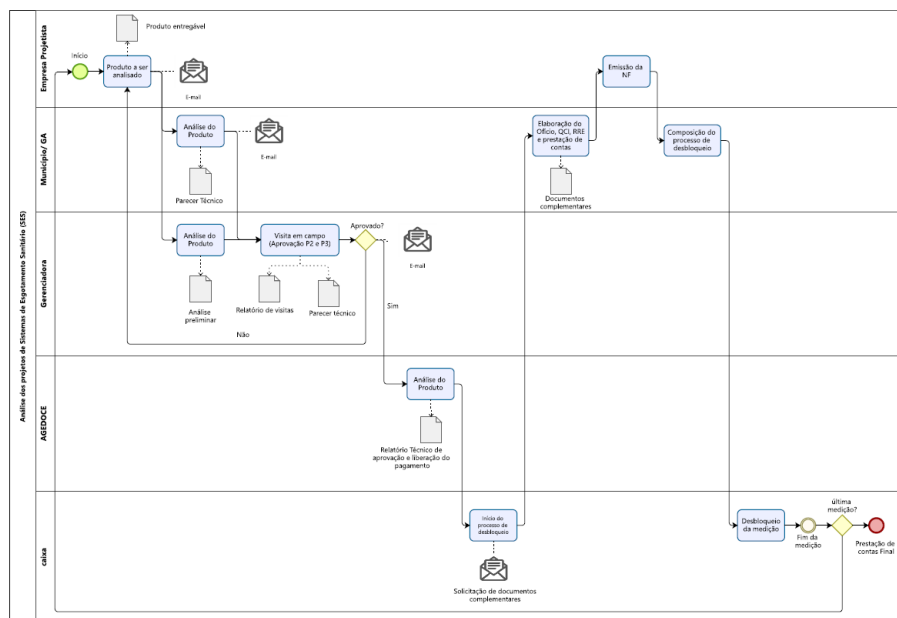 Análise dos projetos de Sistemas de Esgotamento Sanitário (SES)
Empresa Projetista
Produto entregável
Início
Produto a ser
analisado
E-mail
Emissão da
NF
Município/ GA
Análise do
Produto
E-mail
Parecer Técnico
Elaboração do
Ofício, QCI, RRE
e prestação de
contas
Documentos
complementares
Composição do
processo de
desbloqueio
Gerenciadora
Análise do
Produto
Visita em campo
(Aprovação P2 e P3)
Aprovado?
E-mail
Análise
preliminar
Relatório de visitas
Parecer técnico
Sim
Não
AGEDOCE
Análise do
Produto
Relatório Técnico de
aprovação e liberação do
pagamento
caixa
Início do
processo de
desbloqueio
Solicitação de documentos
complementares
Desbloqueio
da medição
Fim da
medição
última
medição?
Prestação de
contas Final